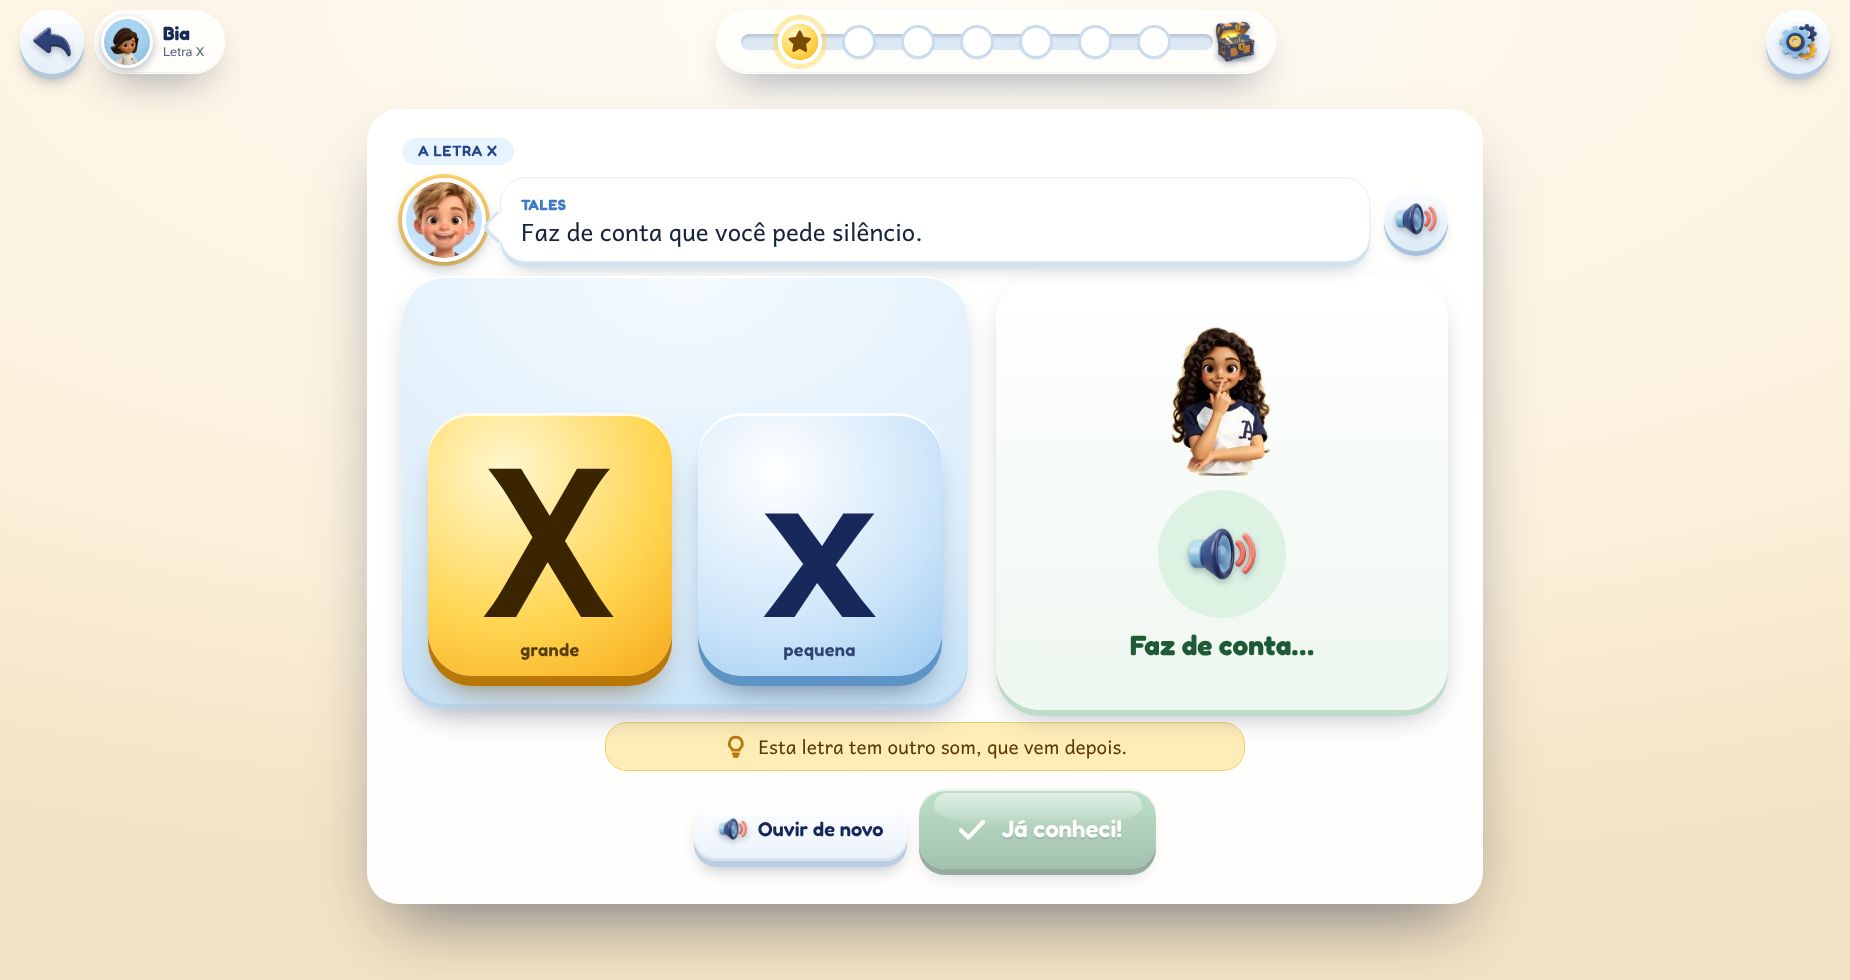 Bia
Letra X
A LETRA X
TALES
Faz de conta que você pede silêncio.
X
grande
x
pequena
A
Faz de conta...
Esta letra tem outro som, que vem depois.
Ouvir de novo
Já conheci!